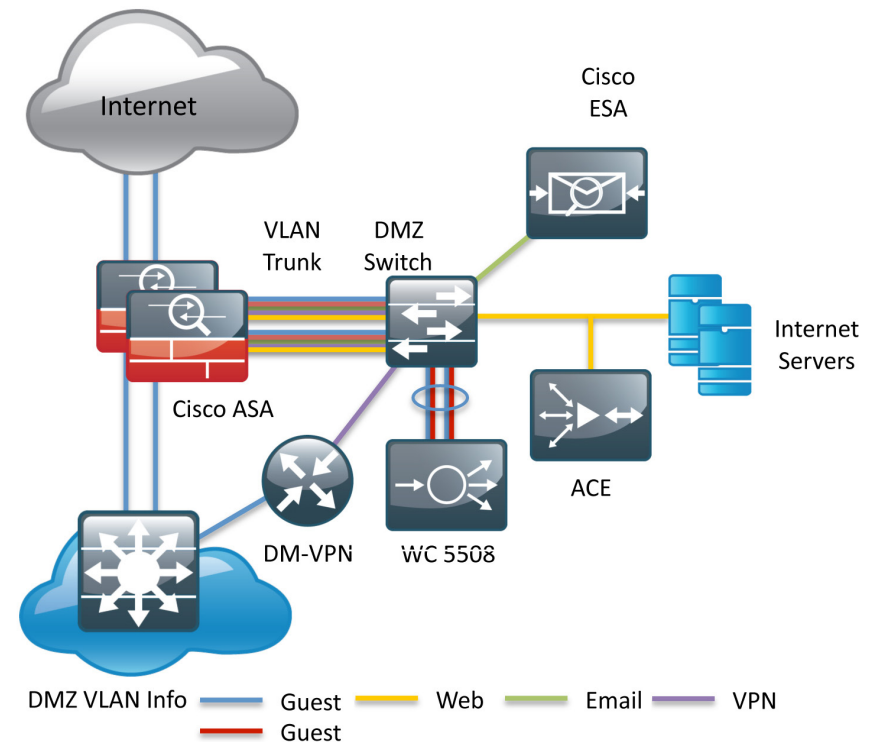 Internet
Cisco
ESA
VLAN
Trunk
DMZ
Switch
Internet
Servers
Cisco ASA
ACE
DM-VPN
WC 5508
DMZ VLAN Info
Guest
Web
Email
VPN
Guest